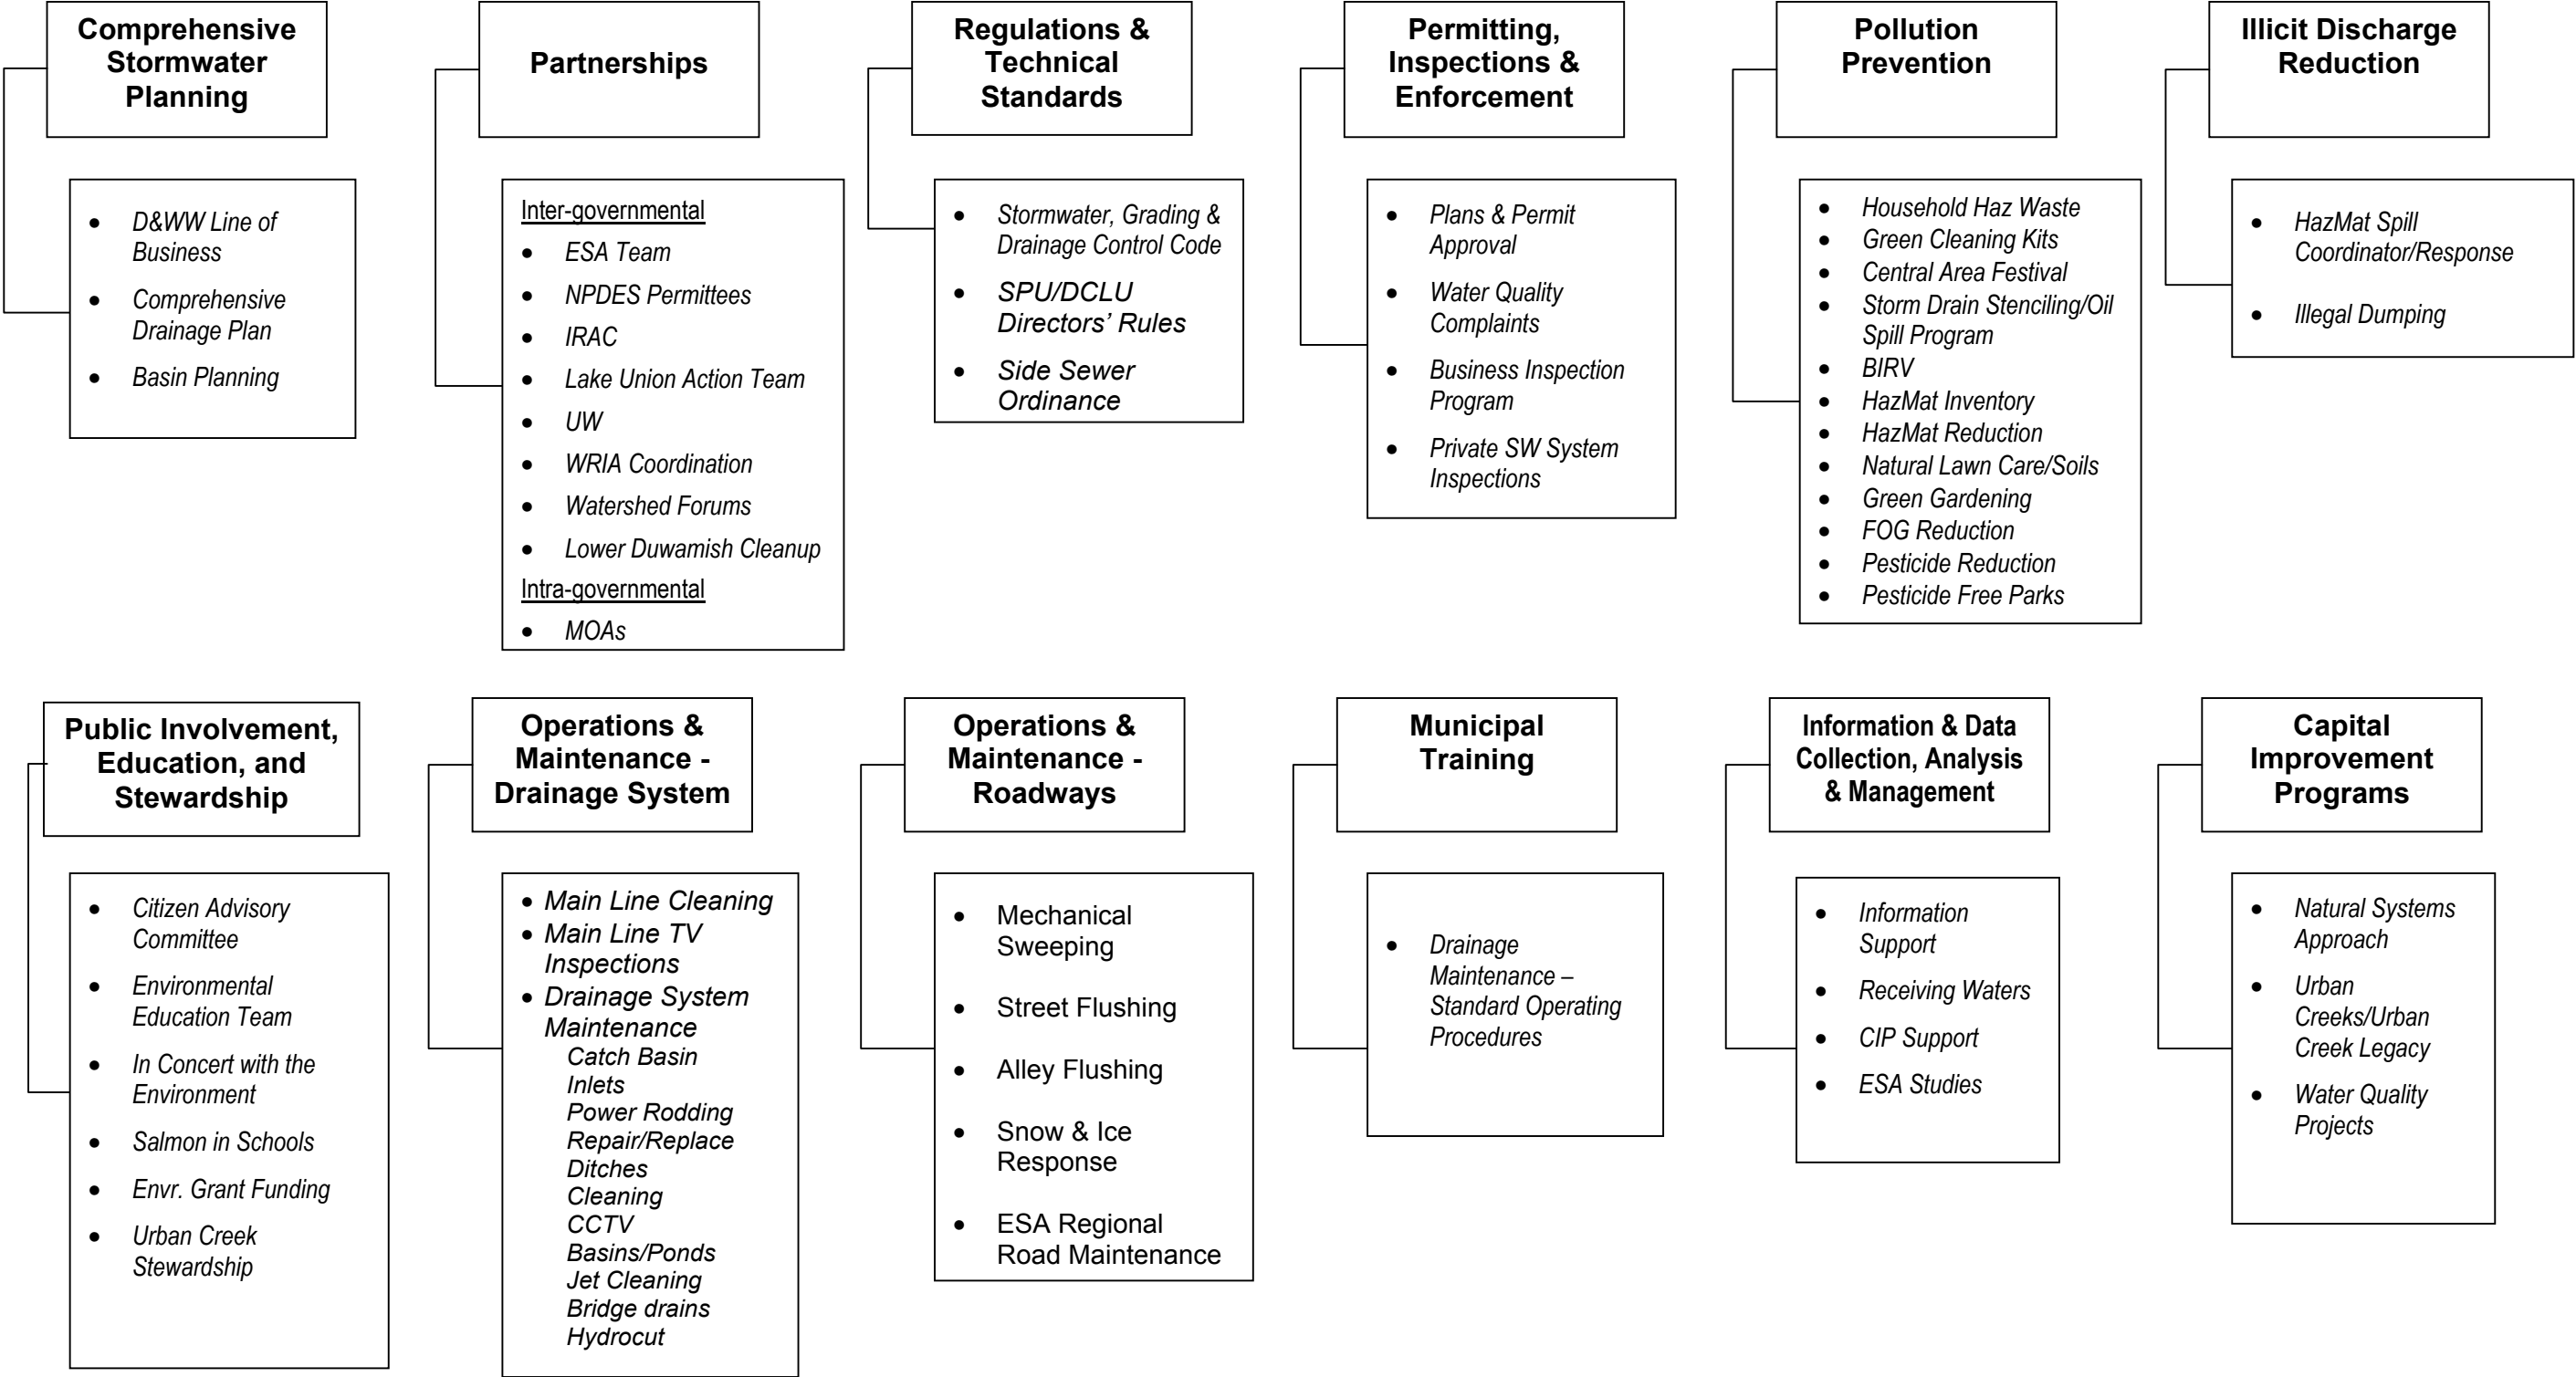 Comprehensive
Stormwater
Planning
• D&WW Line of
Business
• Comprehensive
Drainage Plan
• Basin Planning
Partnerships
Inter-governmental
• ESA Team
• NPDES Permittees
• IRAC
• Lake Union Action Team
• UW
• WRIA Coordination
• Watershed Forums
• Lower Duwamish Cleanup
Intra-governmental
• MOAs
Regulations &
Technical
Standards
• Stormwater, Grading &
Drainage Control Code
• SPU/DCLU
Directors’ Rules
• Side Sewer
Ordinance
Permitting,
Inspections &
Enforcement
• Plans & Permit
Approval
• Water Quality
Complaints
• Business Inspection
Program
• Private SW System
Inspections
Pollution
Prevention
• Household Haz Waste
• Green Cleaning Kits
• Central Area Festival
• Storm Drain Stenciling/Oil
Spill Program
• BIRV
• HazMat Inventory
• HazMat Reduction
• Natural Lawn Care/Soils
• Green Gardening
• FOG Reduction
• Pesticide Reduction
• Pesticide Free Parks
Illicit Discharge
Reduction
• HazMat Spill
Coordinator/Response
• Illegal Dumping
Public Involvement,
Education, and
Stewardship
• Citizen Advisory
Committee
• Environmental
Education Team
• In Concert with the
Environment
• Salmon in Schools
• Envr. Grant Funding
• Urban Creek
Stewardship
Operations &
Maintenance -
Drainage System
• Main Line Cleaning
• Main Line TV
Inspections
• Drainage System
Maintenance
Catch Basin
Inlets
Power Rodding
Repair/Replace
Ditches
Cleaning
CCTV
Basins/Ponds
Jet Cleaning
Bridge drains
Hydrocut
Operations &
Maintenance -
Roadways
• Mechanical
Sweeping
• Street Flushing
• Alley Flushing
• Snow & Ice
Response
• ESA Regional
Road Maintenance
Municipal
Training
• Drainage
Maintenance –
Standard Operating
Procedures
Information & Data
Collection, Analysis
& Management
• Information
Support
• Receiving Waters
• CIP Support
• ESA Studies
Capital
Improvement
Programs
• Natural Systems
Approach
• Urban
Creeks/Urban
Creek Legacy
• Water Quality
Projects